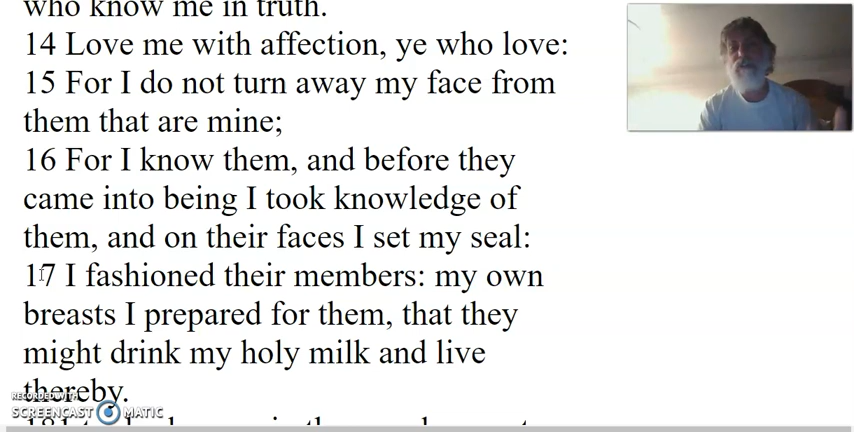 who know me in truth.
14 Love me with affection, ye who love:
15 For I do not turn away my face from
them that are mine;
16 For I know them, and before they
came into being I took knowledge of
them, and on their faces I set my seal:
17 I fashioned their members: my own
breasts I prepared for them, that they
might drink my holy milk and live
thereby.
RECORDED WITH
SCREENCAST MATIC